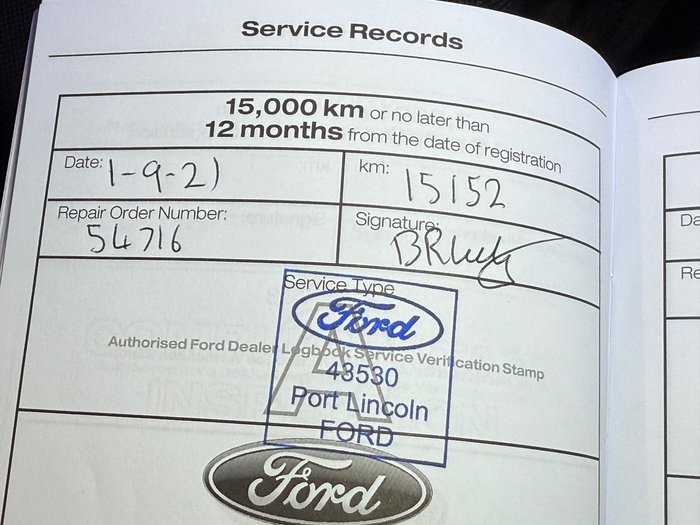 Service Records
15,000 km or no later than
12 months from the date of registration
Date: 1-9-21
km: 15152
Repair Order Number:
54716
Signature:
Service Type
Ford
A
Authorised Ford Dealer Logbook Service Verification Stamp
43530
Port Lincoln
FORD
Ford
Da
Re